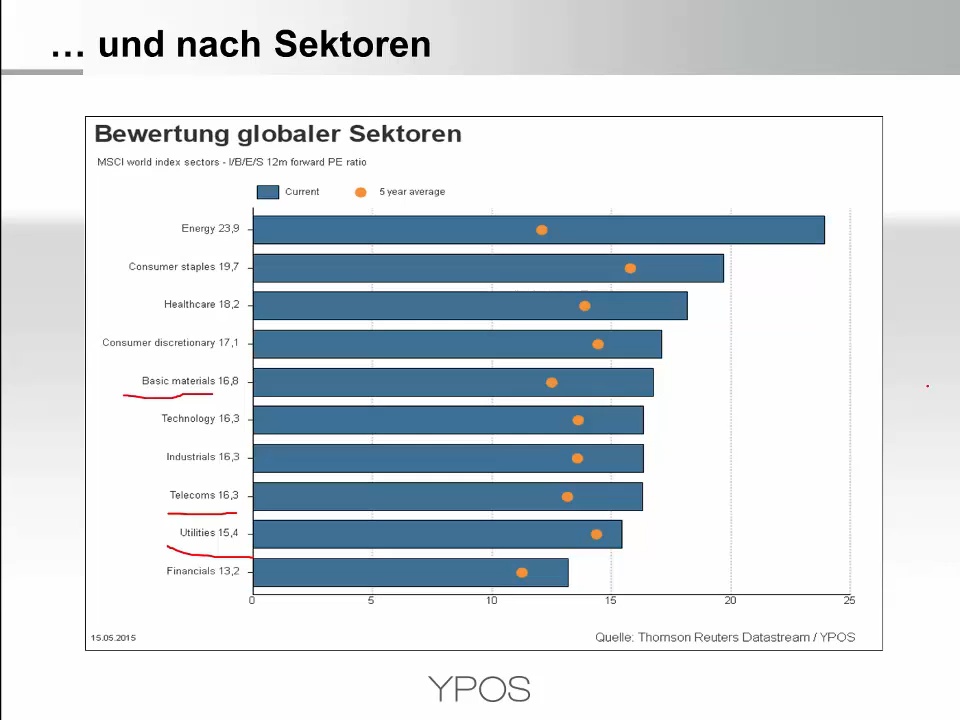 … und nach Sektoren
Bewertung globaler Sektoren
MSCI world index sectors - I/B/E/S 12m forward PE ratio
Current 5 year average
Energy 23,9
Consumer staples 19,7
Healthcare 18,2
Consumer discretionary 17,1
Basic materials 16,8
Technology 16,3
Industrials 16,3
Telecoms 16,3
Utilities 15,4
Financials 13,2
0 5 10 15 20 25
15.05.2015 Quelle: Thomson Reuters Datastream / YPOS
YPOS